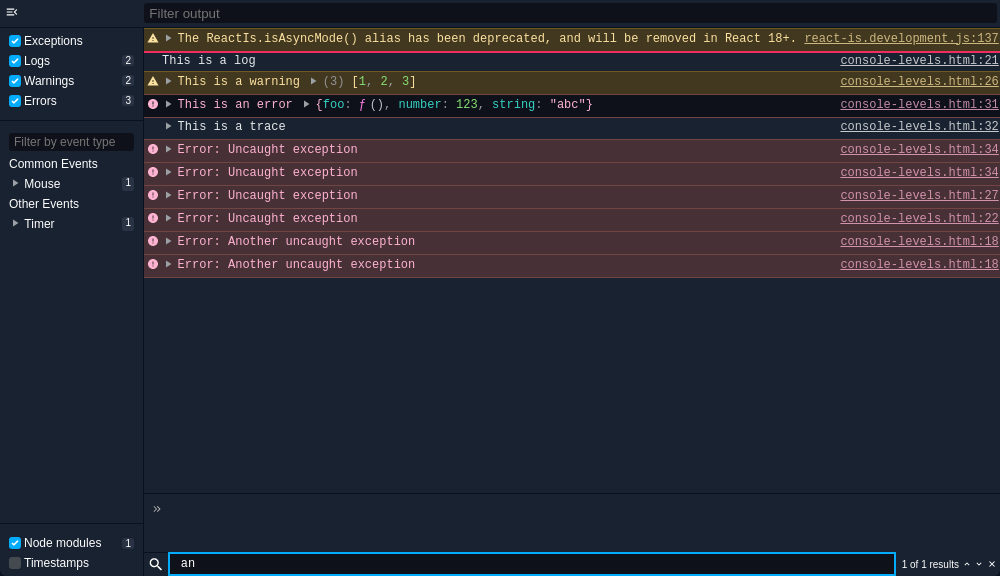 Filter output
Exceptions
Logs 2
Warnings 2
Errors 3
Filter by event type
Common Events
Mouse 1
Other Events
Timer 1
Node modules 1
Timestamps
The ReactIs.isAsyncMode() alias has been deprecated, and will be removed in React 18+. react-is.development.js:137
This is a log console-levels.html:21
This is a warning (3) [1, 2, 3] console-levels.html:26
This is an error {foo: ƒ (), number: 123, string: "abc"} console-levels.html:31
This is a trace console-levels.html:32
Error: Uncaught exception console-levels.html:34
Error: Uncaught exception console-levels.html:34
Error: Uncaught exception console-levels.html:27
Error: Uncaught exception console-levels.html:22
Error: Another uncaught exception console-levels.html:18
Error: Another uncaught exception console-levels.html:18
»
an 1 of 1 results